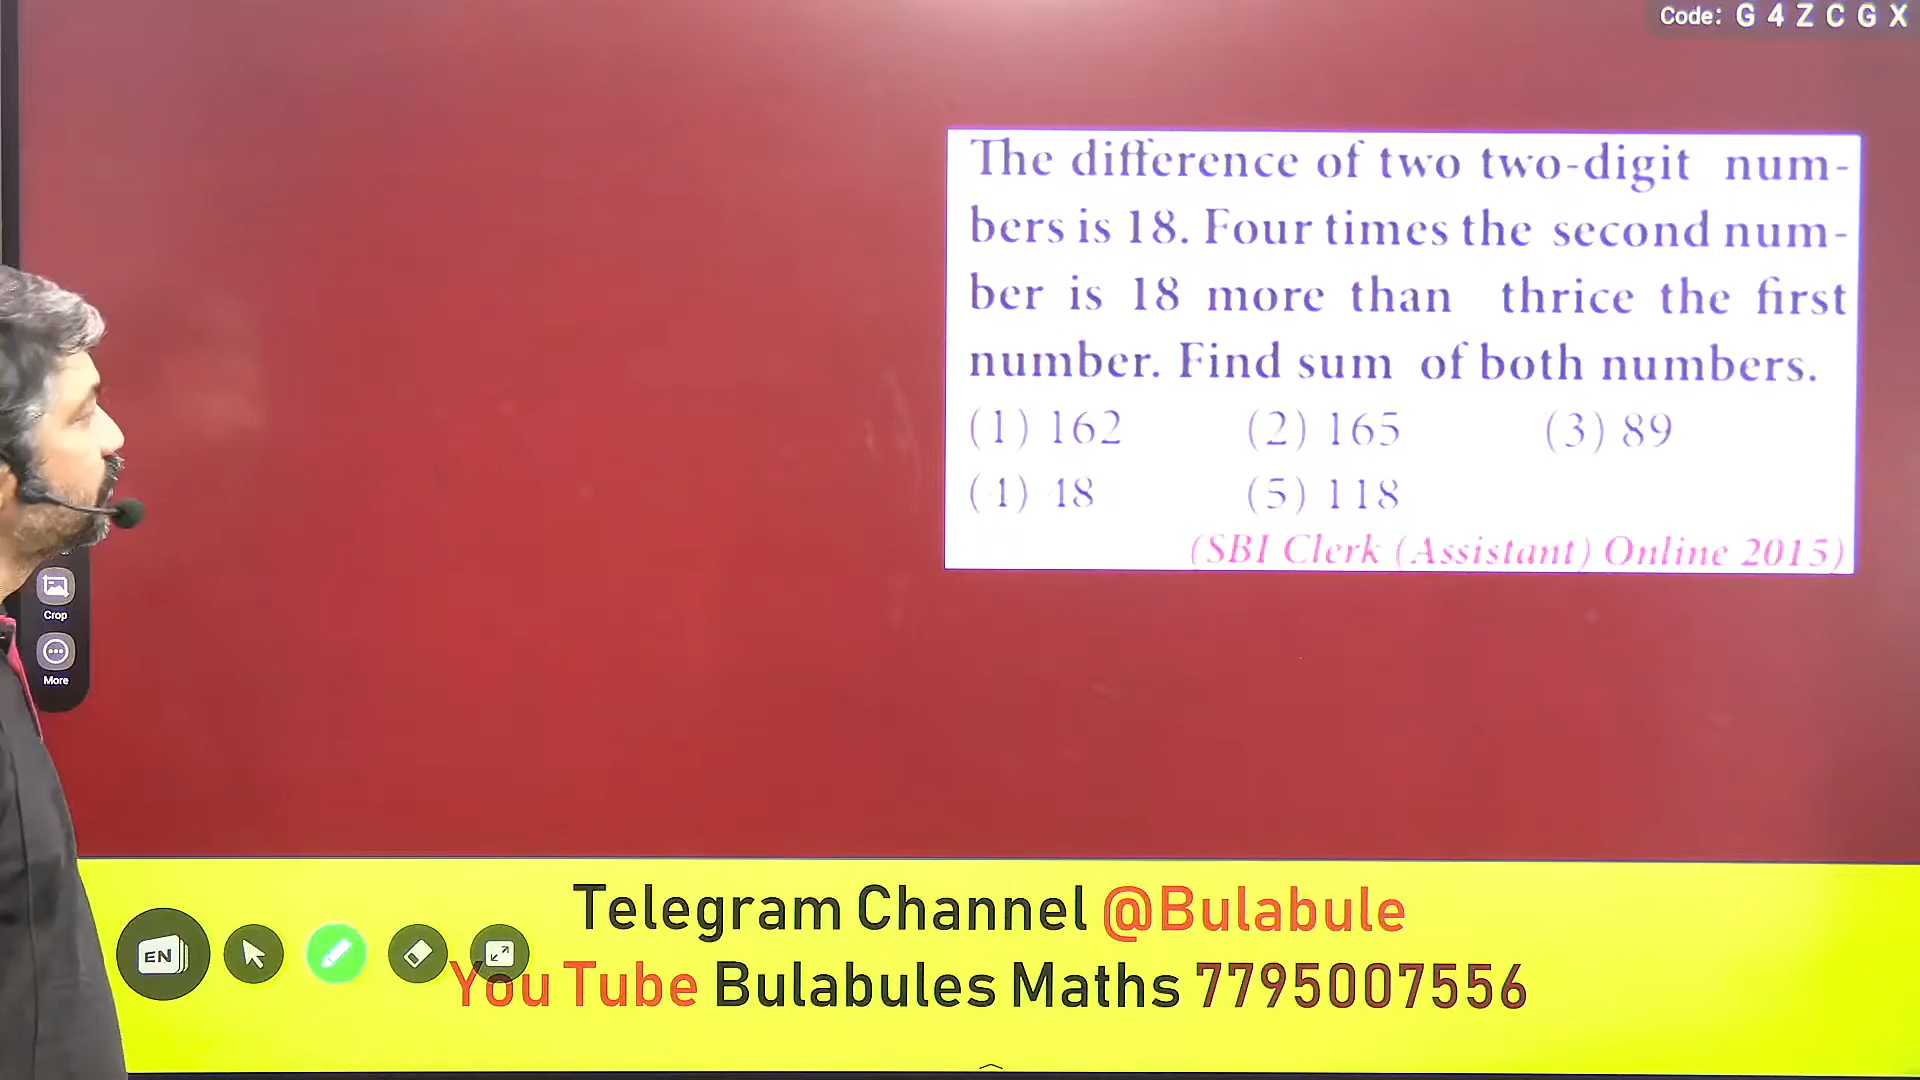 Code: G 4 Z C G X
The difference of two two-digit num-
bers is 18. Four times the second num-
ber is 18 more than thrice the first
number. Find sum of both numbers.
(1) 162 (2) 165 (3) 89
(4) 48 (5) 118
(SBI Clerk (Assistant) Online 2015)
Crop
More
Telegram Channel @Bulabule
EN
You Tube Bulabules Maths 7795007556